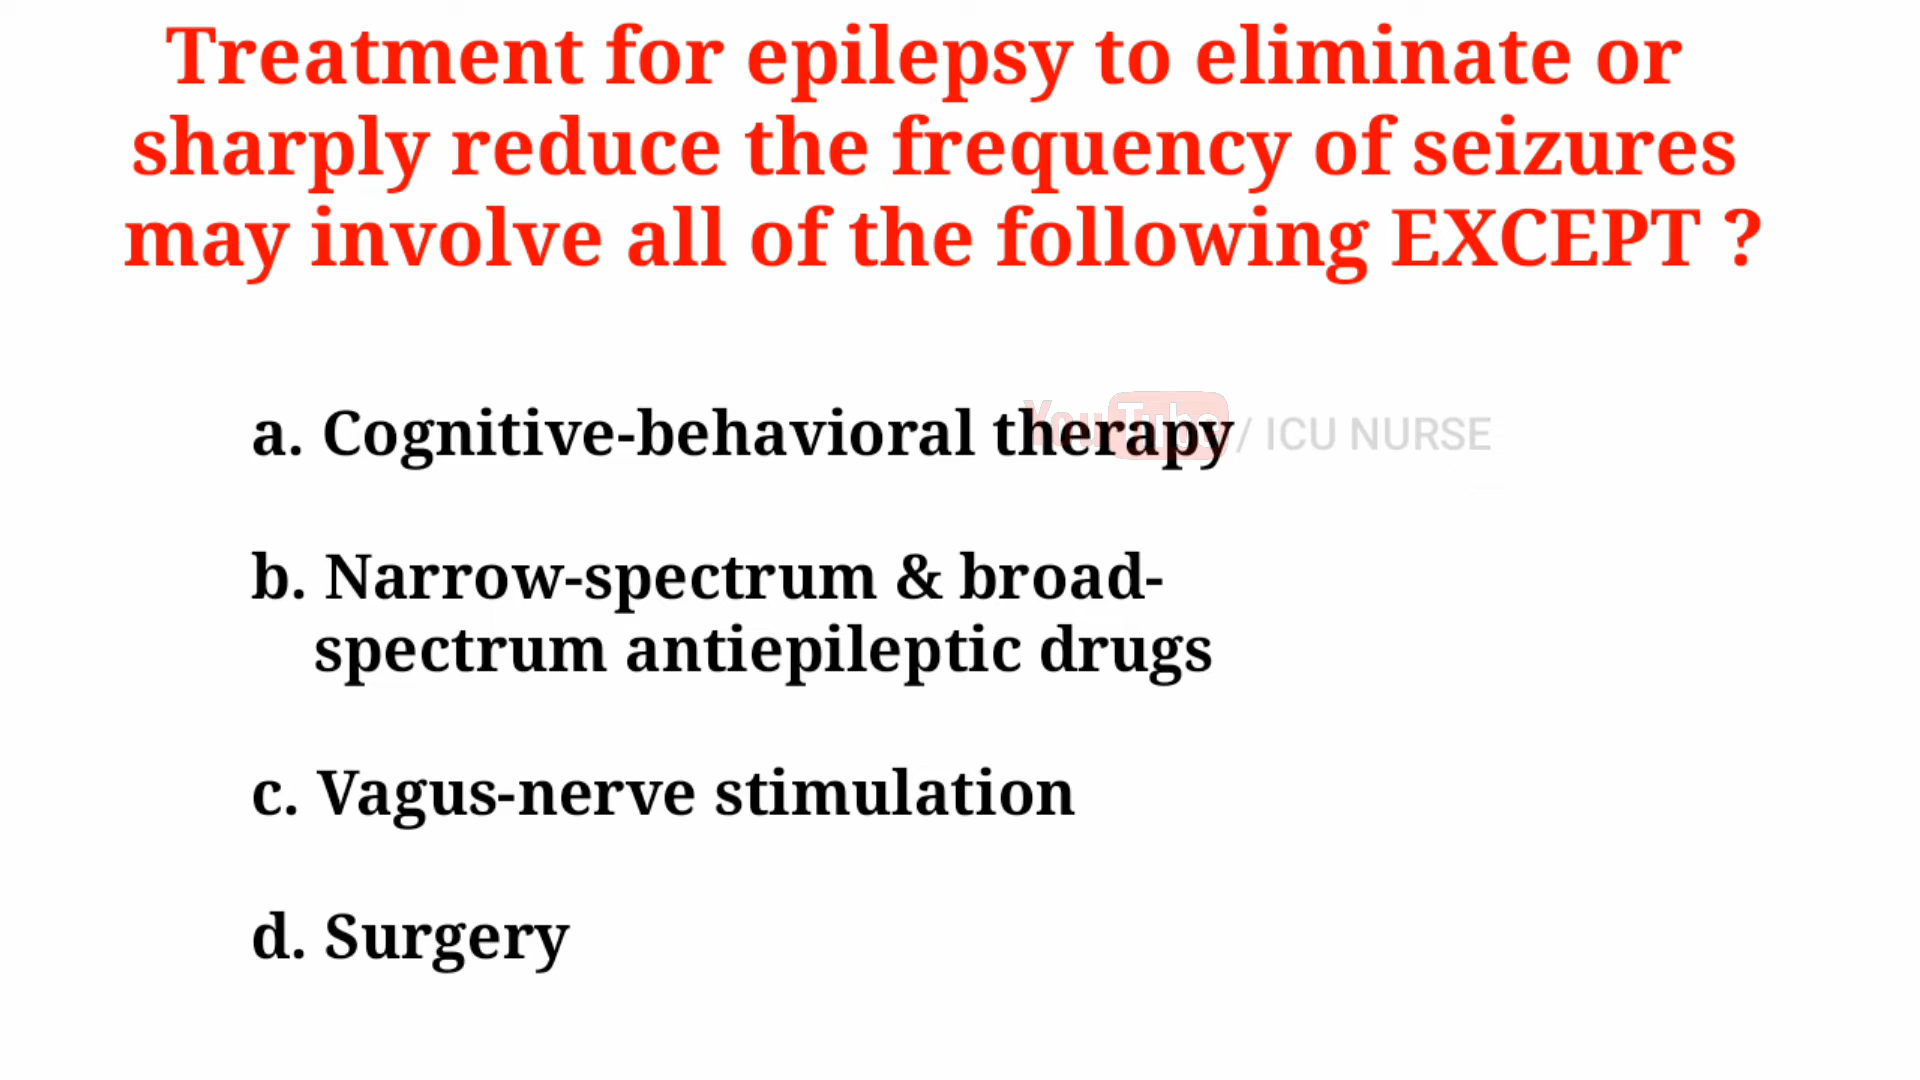 Treatment for epilepsy to eliminate or
sharply reduce the frequency of seizures
may involve all of the following EXCEPT ?
a. Cognitive-behavioral therapy
YouTube / ICU NURSE
b. Narrow-spectrum & broad-
spectrum antiepileptic drugs
c. Vagus-nerve stimulation
d. Surgery